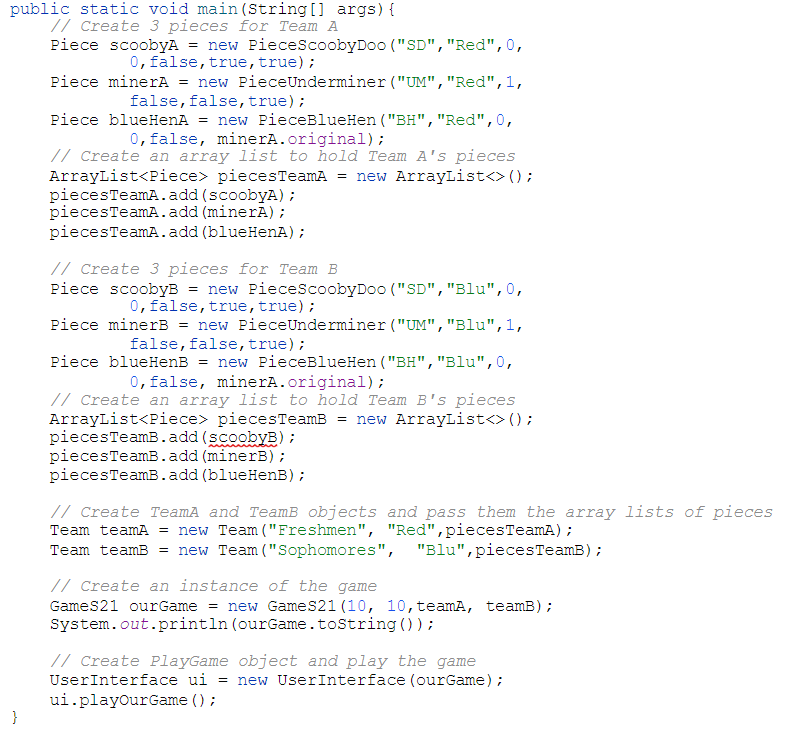 public static void main(String[] args){
    // Create 3 pieces for Team A
    Piece scoobyA = new PieceScoobyDoo("SD","Red",0,
            0,false,true,true);
    Piece minerA = new PieceUnderminer("UM","Red",1,
            false,false,true);
    Piece blueHenA = new PieceBlueHen("BH","Red",0,
            0,false, minerA.original);
    // Create an array list to hold Team A's pieces
    ArrayList<Piece> piecesTeamA = new ArrayList<>();
    piecesTeamA.add(scoobyA);
    piecesTeamA.add(minerA);
    piecesTeamA.add(blueHenA);

    // Create 3 pieces for Team B
    Piece scoobyB = new PieceScoobyDoo("SD","Blu",0,
            0,false,true,true);
    Piece minerB = new PieceUnderminer("UM","Blu",1,
            false,false,true);
    Piece blueHenB = new PieceBlueHen("BH","Blu",0,
            0,false, minerA.original);
    // Create an array list to hold Team B's pieces
    ArrayList<Piece> piecesTeamB = new ArrayList<>();
    piecesTeamB.add(scoobyB);
    piecesTeamB.add(minerB);
    piecesTeamB.add(blueHenB);

    // Create TeamA and TeamB objects and pass them the array lists of pieces
    Team teamA = new Team("Freshmen", "Red",piecesTeamA);
    Team teamB = new Team("Sophomores",  "Blu",piecesTeamB);

    // Create an instance of the game
    GameS21 ourGame = new GameS21(10, 10,teamA, teamB);
    System.out.println(ourGame.toString());

    // Create PlayGame object and play the game
    UserInterface ui = new UserInterface(ourGame);
    ui.playOurGame();
}